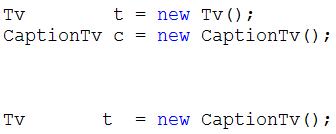 Tv        t = new Tv();
CaptionTv c = new CaptionTv();
Tv        t  = new CaptionTv();